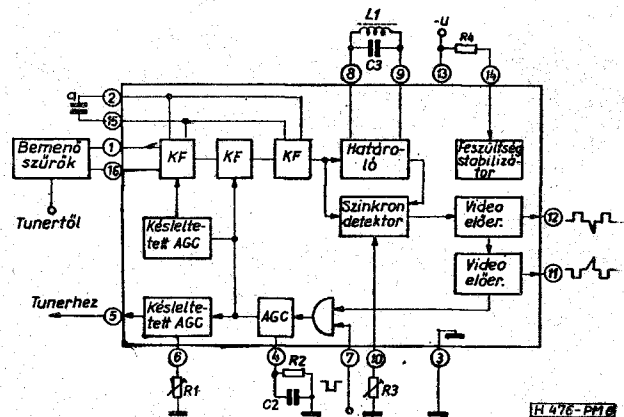 L1
C3
-U
R4
8
9
13
14
a
2
15
1
16
Bemenő
szűrők
KF
KF
KF
Határo-
ló
Feszültség
stabilizá-
tor
Tunertől
Szinkron
detektor
Video
előer.
12
Késlelte-
tett AGC
Video
előer.
11
Tunerhez
5
Késlelte-
tett AGC
AGC
6
4
7
10
3
R1
R2
C2
R3
H 476-PM 8